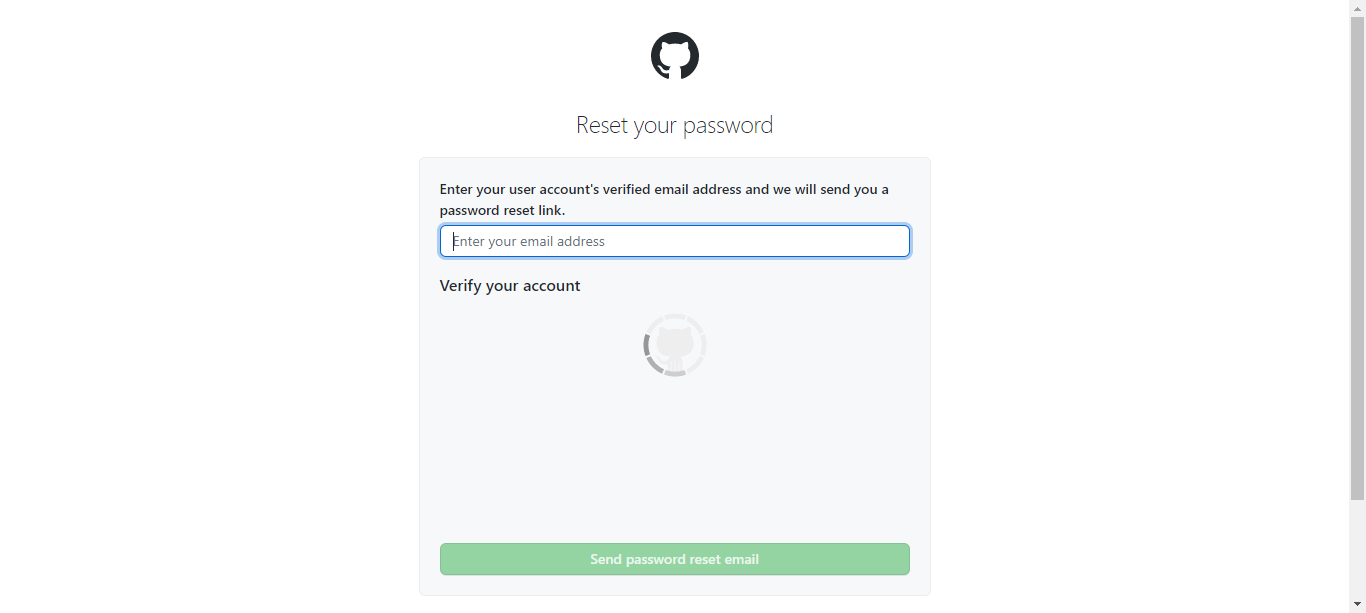 Reset your password
Enter your user account's verified email address and we will send you a
password reset link.
Enter your email address
Verify your account
Send password reset email